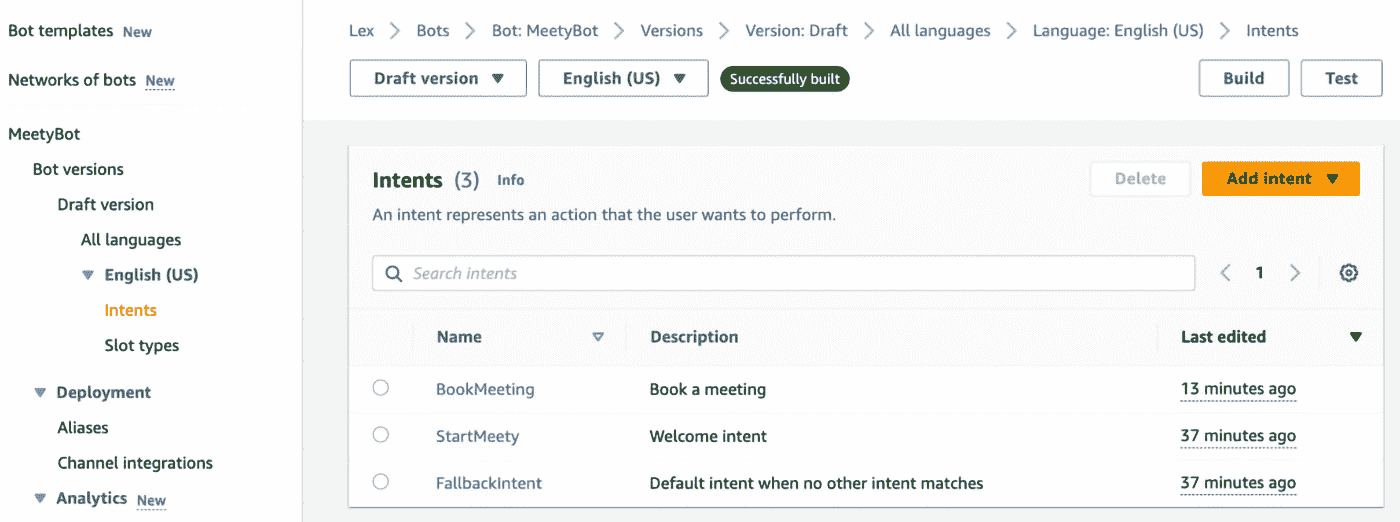 Bot templates New
Networks of bots New
MeetyBot
Bot versions
Draft version
All languages
English (US)
Intents
Slot types
Deployment
Aliases
Channel integrations
Analytics New
Lex Bots Bot: MeetyBot Versions Version: Draft All languages Language: English (US) Intents
Draft version English (US) Successfully built Build Test
Intents (3) Info Delete Add intent
An intent represents an action that the user wants to perform.
Search intents 1
Name Description Last edited
BookMeeting Book a meeting 13 minutes ago
StartMeety Welcome intent 37 minutes ago
FallbackIntent Default intent when no other intent matches 37 minutes ago